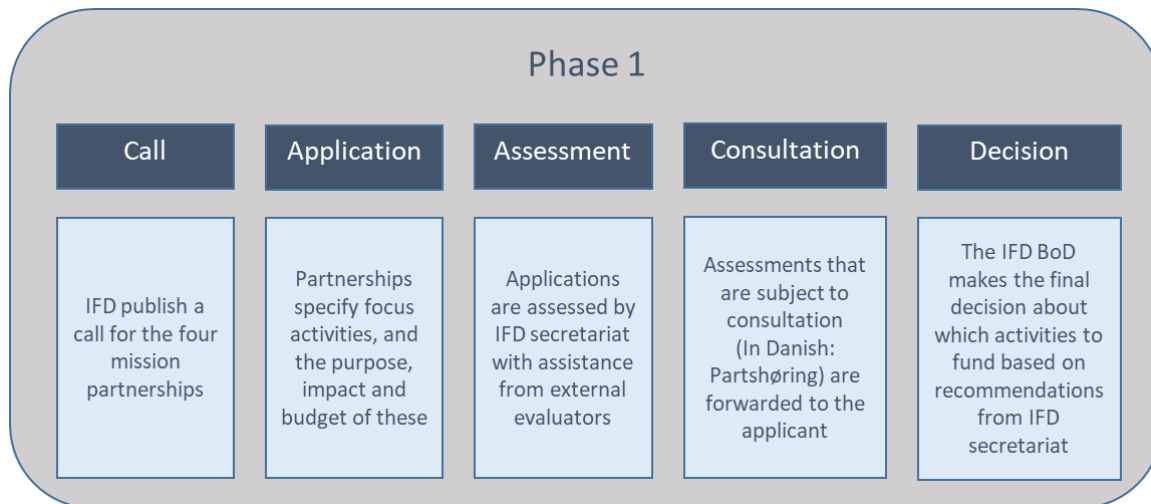 Phase 1
Call
Application
Assessment
Consultation
Decision
IFD publish a
call for the four
mission
partnerships
Partnerships
specify focus
activities, and
the purpose,
impact and
budget of these
Applications
are assessed by
IFD secretariat
with assistance
from external
evaluators
Assessments that
are subject to
consultation
(In Danish:
Partshøring) are
forwarded to the
applicant
The IFD BoD
makes the final
decision about
which activities to
fund based on
recommendations
from IFD
secretariat